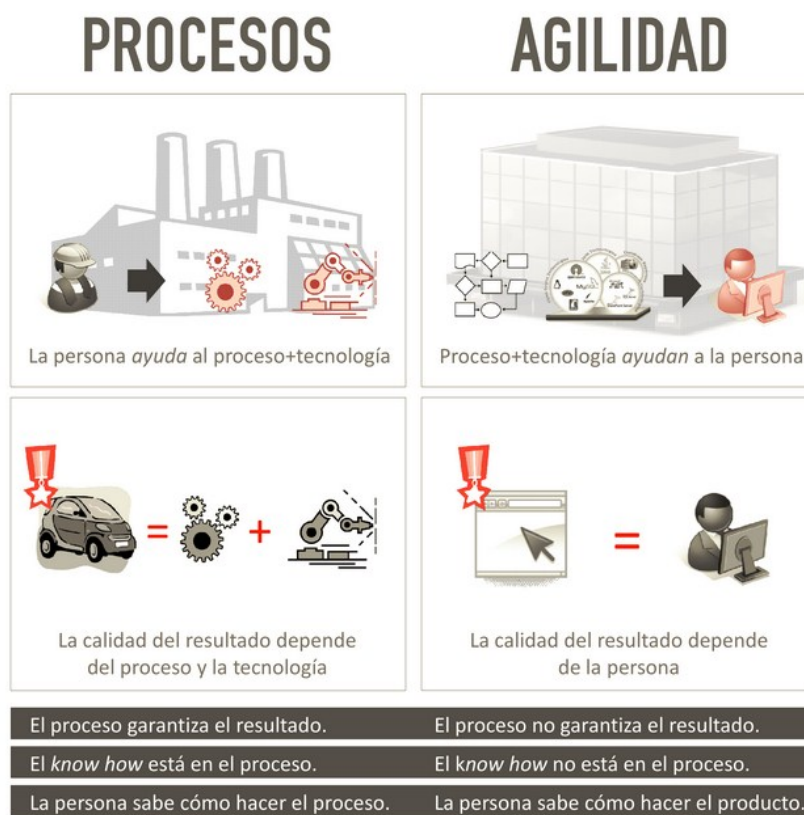 PROCESOS
AGILIDAD
La persona ayuda al proceso+tecnología
Proceso+tecnología ayudan a la persona
La calidad del resultado depende
del proceso y la tecnología
La calidad del resultado depende
de la persona
El proceso garantiza el resultado.
El proceso no garantiza el resultado.
El know how está en el proceso.
El know how no está en el proceso.
La persona sabe cómo hacer el proceso.
La persona sabe cómo hacer el producto.